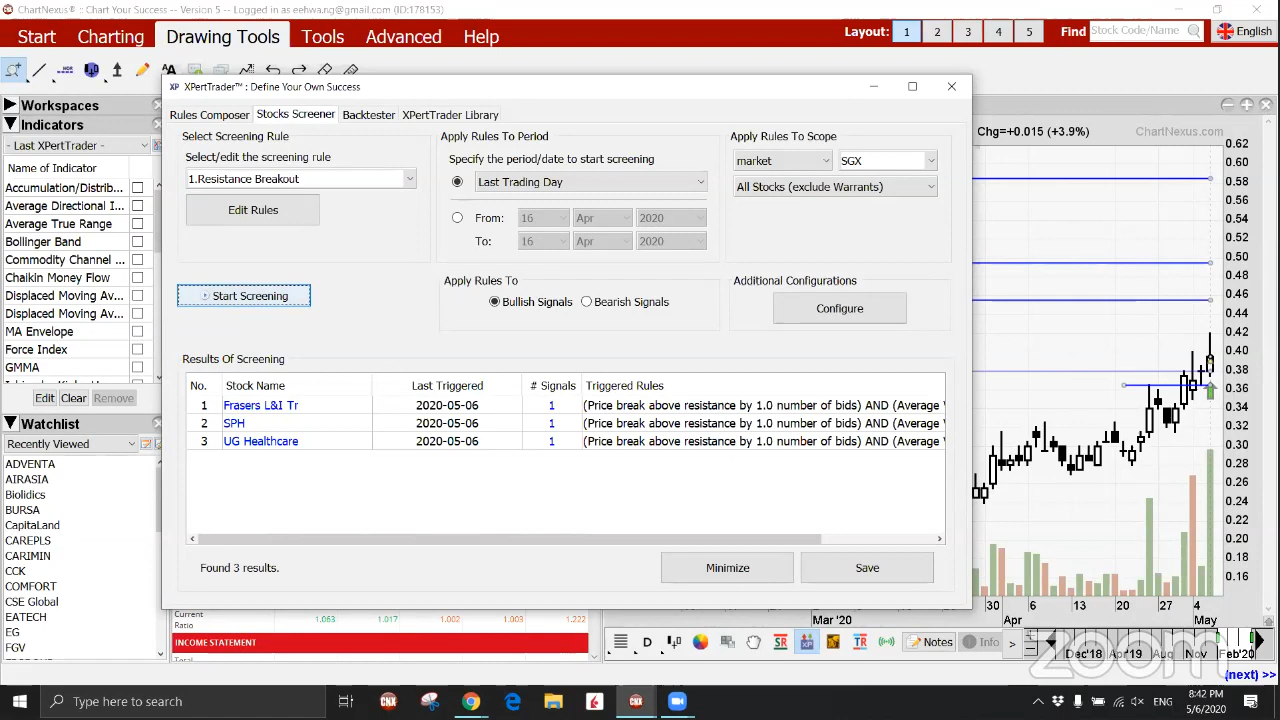 ChartNexus® :: Chart Your Success -- Version 5 -- Logged in as eehwa.ng@gmail.com (ID:178153)
Start Charting Drawing Tools Tools Advanced Help Layout: 1 2 3 4 5 Find Stock Code/Name English
XPertTrader™ : Define Your Own Success
Workspaces
Indicators
- Last XPertTrader -
Name of Indicator
Accumulation/Distrib...
Average Directional I...
Average True Range
Bollinger Band
Commodity Channel ...
Chalkin Money Flow
Displaced Moving Av...
Displaced Moving Av...
MA Envelope
Force Index
GMMA
Edit Clear Remove
Watchlist
Recently Viewed
ADVENTA
AIRASIA
Biolidics
BURSA
CapitaLand
CAREPLS
CARIMIN
CCK
COMFORT
CSE Global
EATECH
EG
FGV
Rules Composer Stocks Screener Backtester XPertTrader Library
Select Screening Rule
Select/edit the screening rule
1.Resistance Breakout
Edit Rules
Start Screening
Apply Rules To Period
Specify the period/date to start screening
Last Trading Day
From: 16 Apr 2020
To: 16 Apr 2020
Apply Rules To
Bullish Signals Bearish Signals
Apply Rules To Scope
market SGX
All Stocks (exclude Warrants)
Additional Configurations
Configure
Results Of Screening
No. Stock Name Last Triggered # Signals Triggered Rules
1 Frasers L&I Tr 2020-05-06 1 (Price break above resistance by 1.0 number of bids) AND (Average
2 SPH 2020-05-06 1 (Price break above resistance by 1.0 number of bids) AND (Average
3 UG Healthcare 2020-05-06 1 (Price break above resistance by 1.0 number of bids) AND (Average
Found 3 results.
Minimize Save
Current Ratio 1.063 1.017 1.002 1.003 1.118
INCOME STATEMENT
Chg=+0.015 (+3.9%) ChartNexus.com
0.62
0.60
0.58
0.56
0.54
0.52
0.50
0.48
0.46
0.44
0.42
0.40
0.38
0.36
0.34
0.32
0.30
0.28
0.26
0.24
0.22
0.20
0.18
0.16
30 6 13 20 27 4
Mar '20 Apr May
D SR XP TR Notes Info
Dec'18 Apr'19 Aug Nov Feb'20
zoom
(next) >>
Type here to search
CNX
CNX
ENG
8:42 PM
5/6/2020